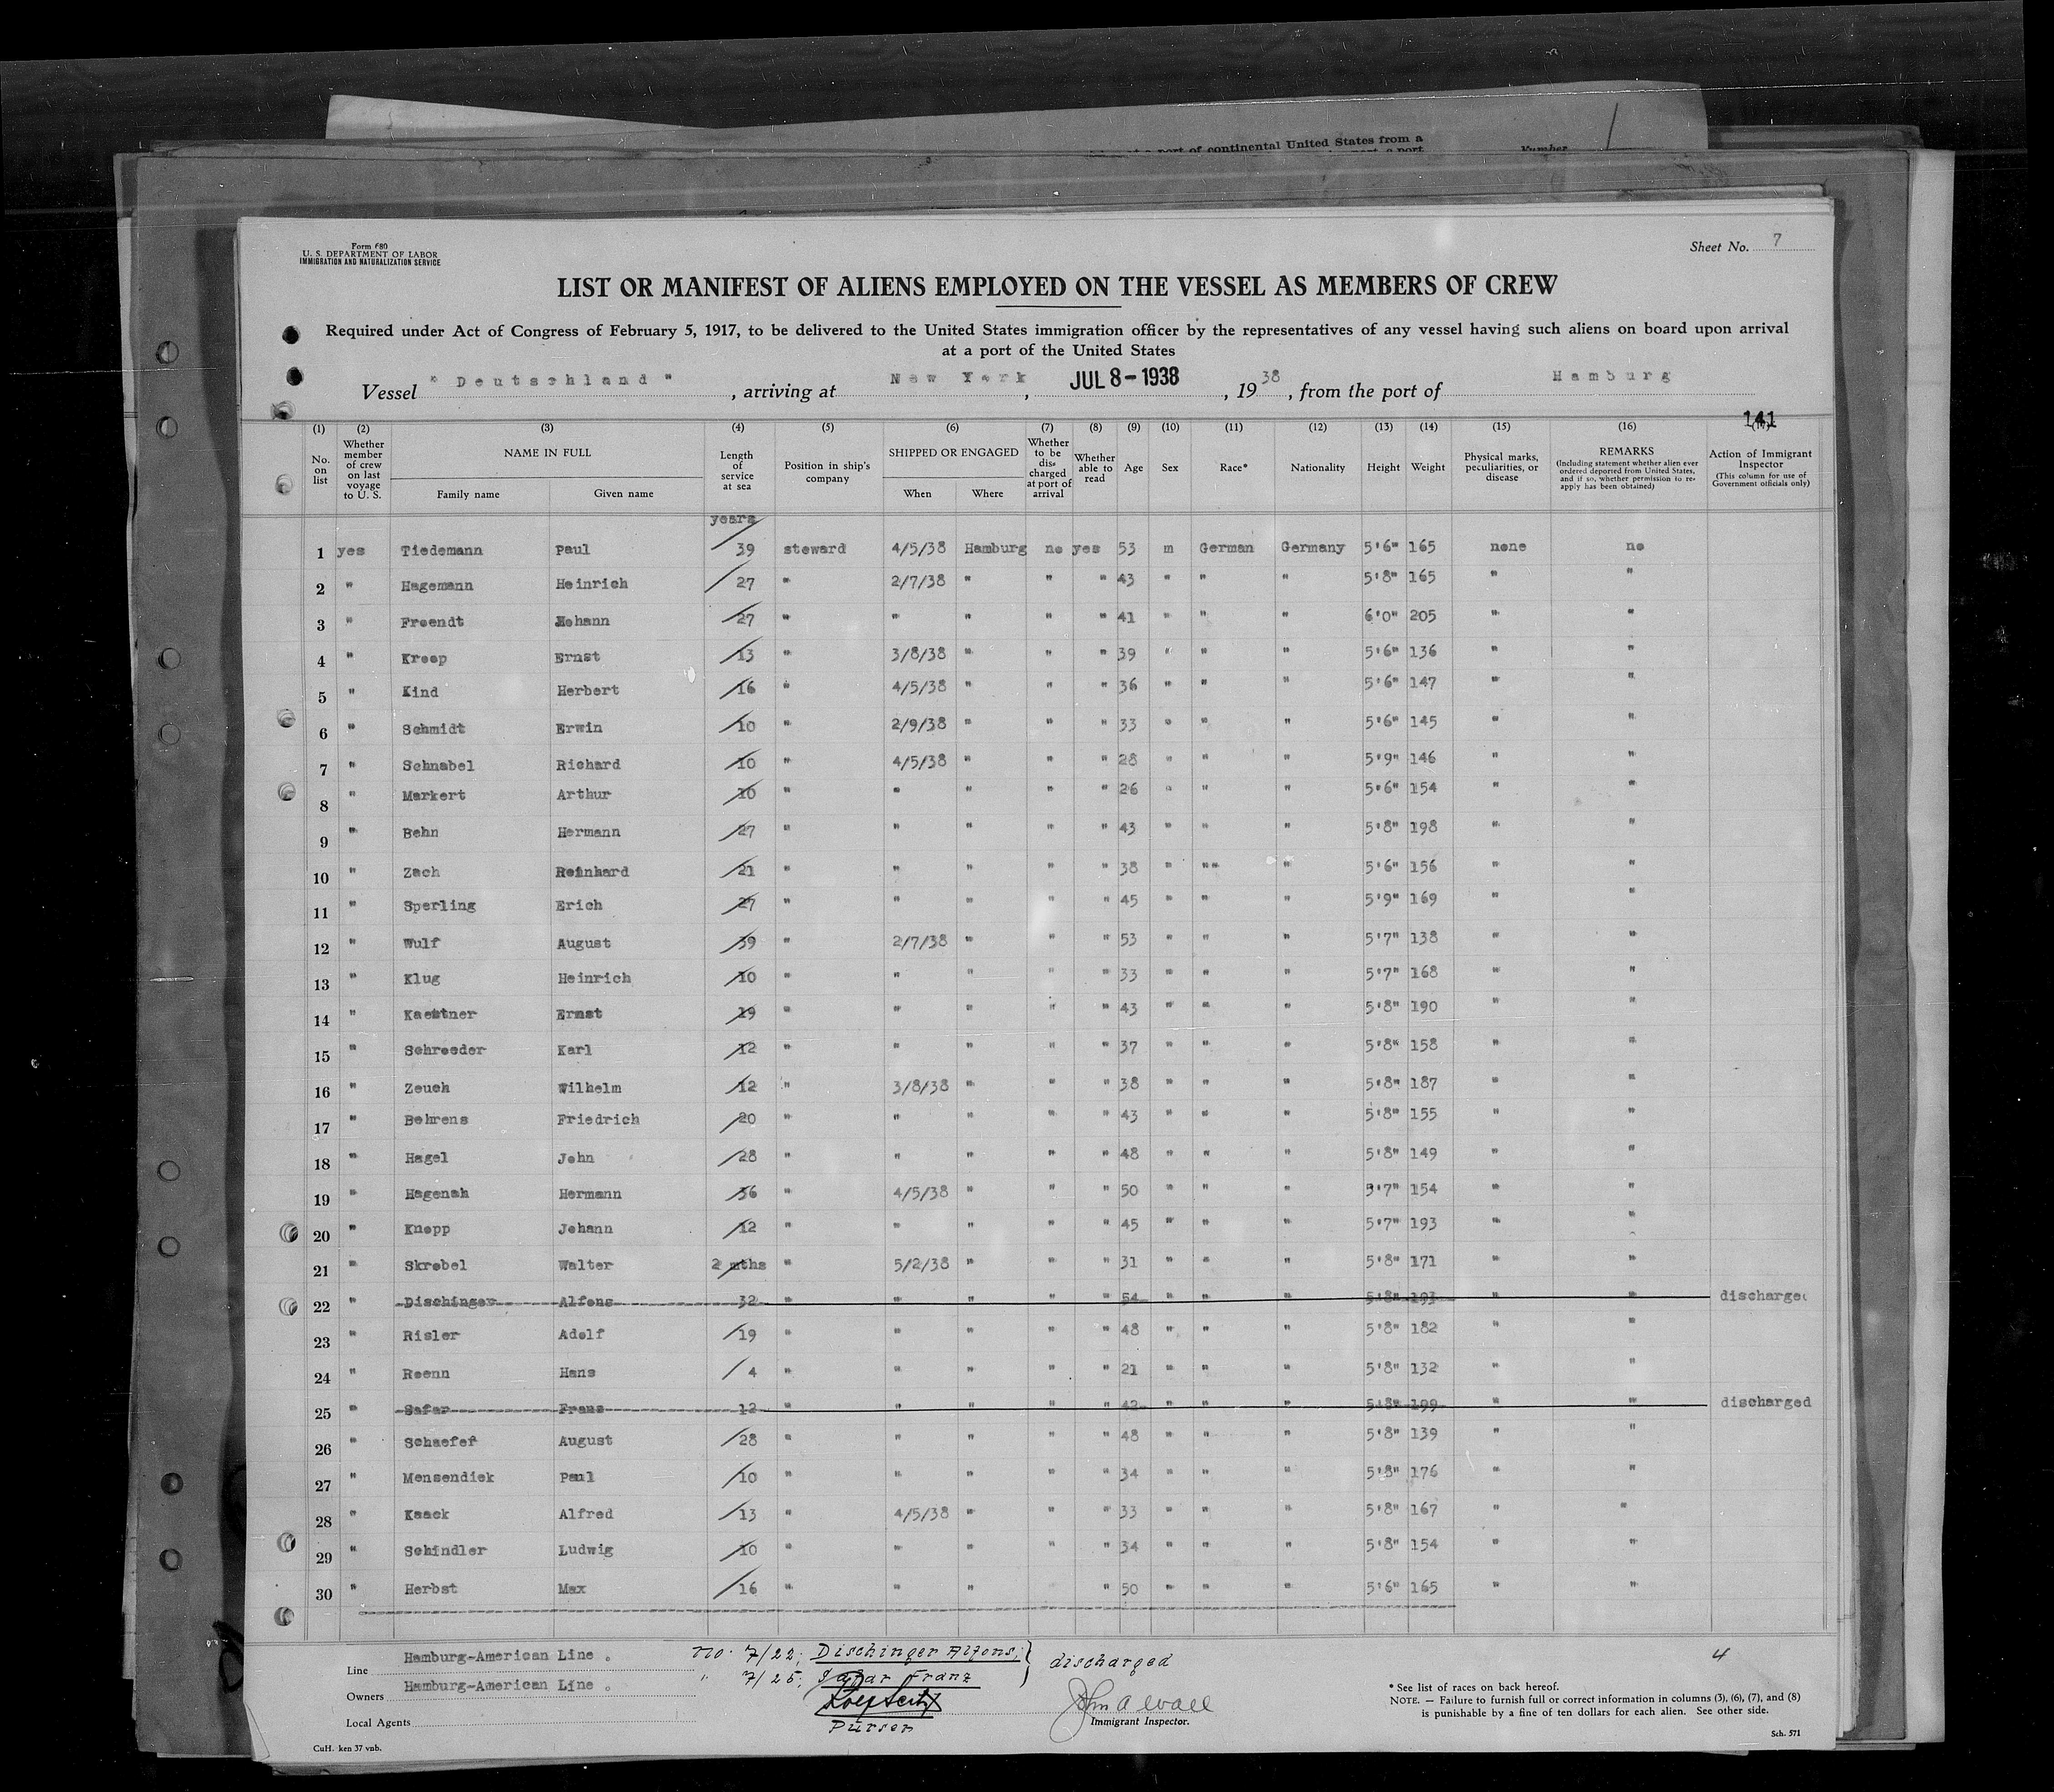 t a port of continental United States from a
Number
Form 680
U. S. DEPARTMENT OF LABOR
IMMIGRATION AND NATURALIZATION SERVICE
Sheet No. 7
LIST OR MANIFEST OF ALIENS EMPLOYED ON THE VESSEL AS MEMBERS OF CREW
Required under Act of Congress of February 5, 1917, to be delivered to the United States immigration officer by the representatives of any vessel having such aliens on board upon arrival
at a port of the United States
Vessel "Deutschland", arriving at New York, JUL 8-1938, 1938, from the port of Hamburg
141
(1) (2) (3) (4) (5) (6) (7) (8) (9) (10) (11) (12) (13) (14) (15) (16)
No. on list
Whether member of crew on last voyage to U. S.
NAME IN FULL
Family name Given name
Length of service at sea
Position in ship's company
SHIPPED OR ENGAGED
When Where
Whether to be discharged at port of arrival
Whether able to read
Age
Sex
Race*
Nationality
Height
Weight
Physical marks, peculiarities, or disease
REMARKS
(Including statement whether alien ever ordered deported from United States, and if so, whether permission to re-apply has been obtained)
Action of Immigrant Inspector
(This column for use of Government officials only)
years
1 yes Tiedemann Paul 39 steward 4/5/38 Hamburg no yes 53 m German Germany 5'6" 165 none no
2 " Hagemann Heinrich 27 " 2/7/38 " " " 43 " " " 5'8" 165 " "
3 " Freendt Johann 27 " " " " " 41 " " " 6'0" 205 " "
4 " Kroop Ernst 13 " 3/8/38 " " " 39 " " " 5'6" 136 " "
5 " Kind Herbert 16 " 4/5/38 " " " 36 " " " 5'6" 147 " "
6 " Schmidt Erwin 10 " 2/9/38 " " " 33 " " " 5'6" 145 " "
7 " Schnabel Richard 10 " 4/5/38 " " " 28 " " " 5'9" 146 " "
8 " Markert Arthur 10 " " " " " 26 " " " 5'6" 154 " "
9 " Behn Hermann 27 " " " " " 43 " " " 5'8" 198 " "
10 " Zach Reinhard 21 " " " " " 38 " "" " 5'6" 156 " "
11 " Sperling Erich 27 " " " " " 45 " " " 5'9" 169 " "
12 " Wulf August 39 " 2/7/38 " " " 53 " " " 5'7" 138 " "
13 " Klug Heinrich 10 " " " " " 33 " " " 5'7" 168 " "
14 " Kaestner Ernst 19 " " " " " 43 " " " 5'8" 190 " "
15 " Schroeder Karl 12 " " " " " 37 " " " 5'8" 158 " "
16 " Zeuch Wilhelm 12 " 3/8/38 " " " 38 " " " 5'8" 187 " "
17 " Behrens Friedrich 20 " " " " " 43 " " " 5'8" 155 " "
18 " Hagel John 28 " " " " " 48 " " " 5'8" 149 " "
19 " Hagenah Hermann 36 " 4/5/38 " " " 50 " " " 5'7" 154 " "
20 " Knopp Johann 12 " " " " " 45 " " " 5'7" 193 " "
21 " Skrobel Walter 2 mths " 5/2/38 " " " 31 " " " 5'8" 171 " "
22 " Dischinger Alfons 32 " " " " " 54 " " " 5'8" 193 " " discharged
23 " Risler Adolf 19 " " " " " 48 " " " 5'8" 182 " "
24 " Roenn Hans 4 " " " " " 21 " " " 5'8" 132 " "
25 " Safar Franz 12 " " " " " 42 " " " 5'8" 199 " " discharged
26 " Schaefer August 28 " " " " " 48 " " " 5'8" 139 " "
27 " Mensendiek Paul 10 " " " " " 34 " " " 5'8" 176 " "
28 " Kaack Alfred 13 " 4/5/38 " " " 33 " " " 5'8" 167 " "
29 " Schindler Ludwig 10 " " " " " 34 " " " 5'8" 154 " "
30 " Herbst Max 16 " " " " 50 " " " 5'6" 165 " "
Line Hamburg-American Line.
Owners Hamburg-American Line.
Local Agents
no. 7/22; Dischinger Alfons; } discharged
" 7/25; Safar Franz
Purser
John A Wall
Immigrant Inspector.
4
* See list of races on back hereof.
NOTE. — Failure to furnish full or correct information in columns (3), (6), (7), and (8)
is punishable by a fine of ten dollars for each alien. See other side.
CuH. ken 37 vnb.
Sch. 571